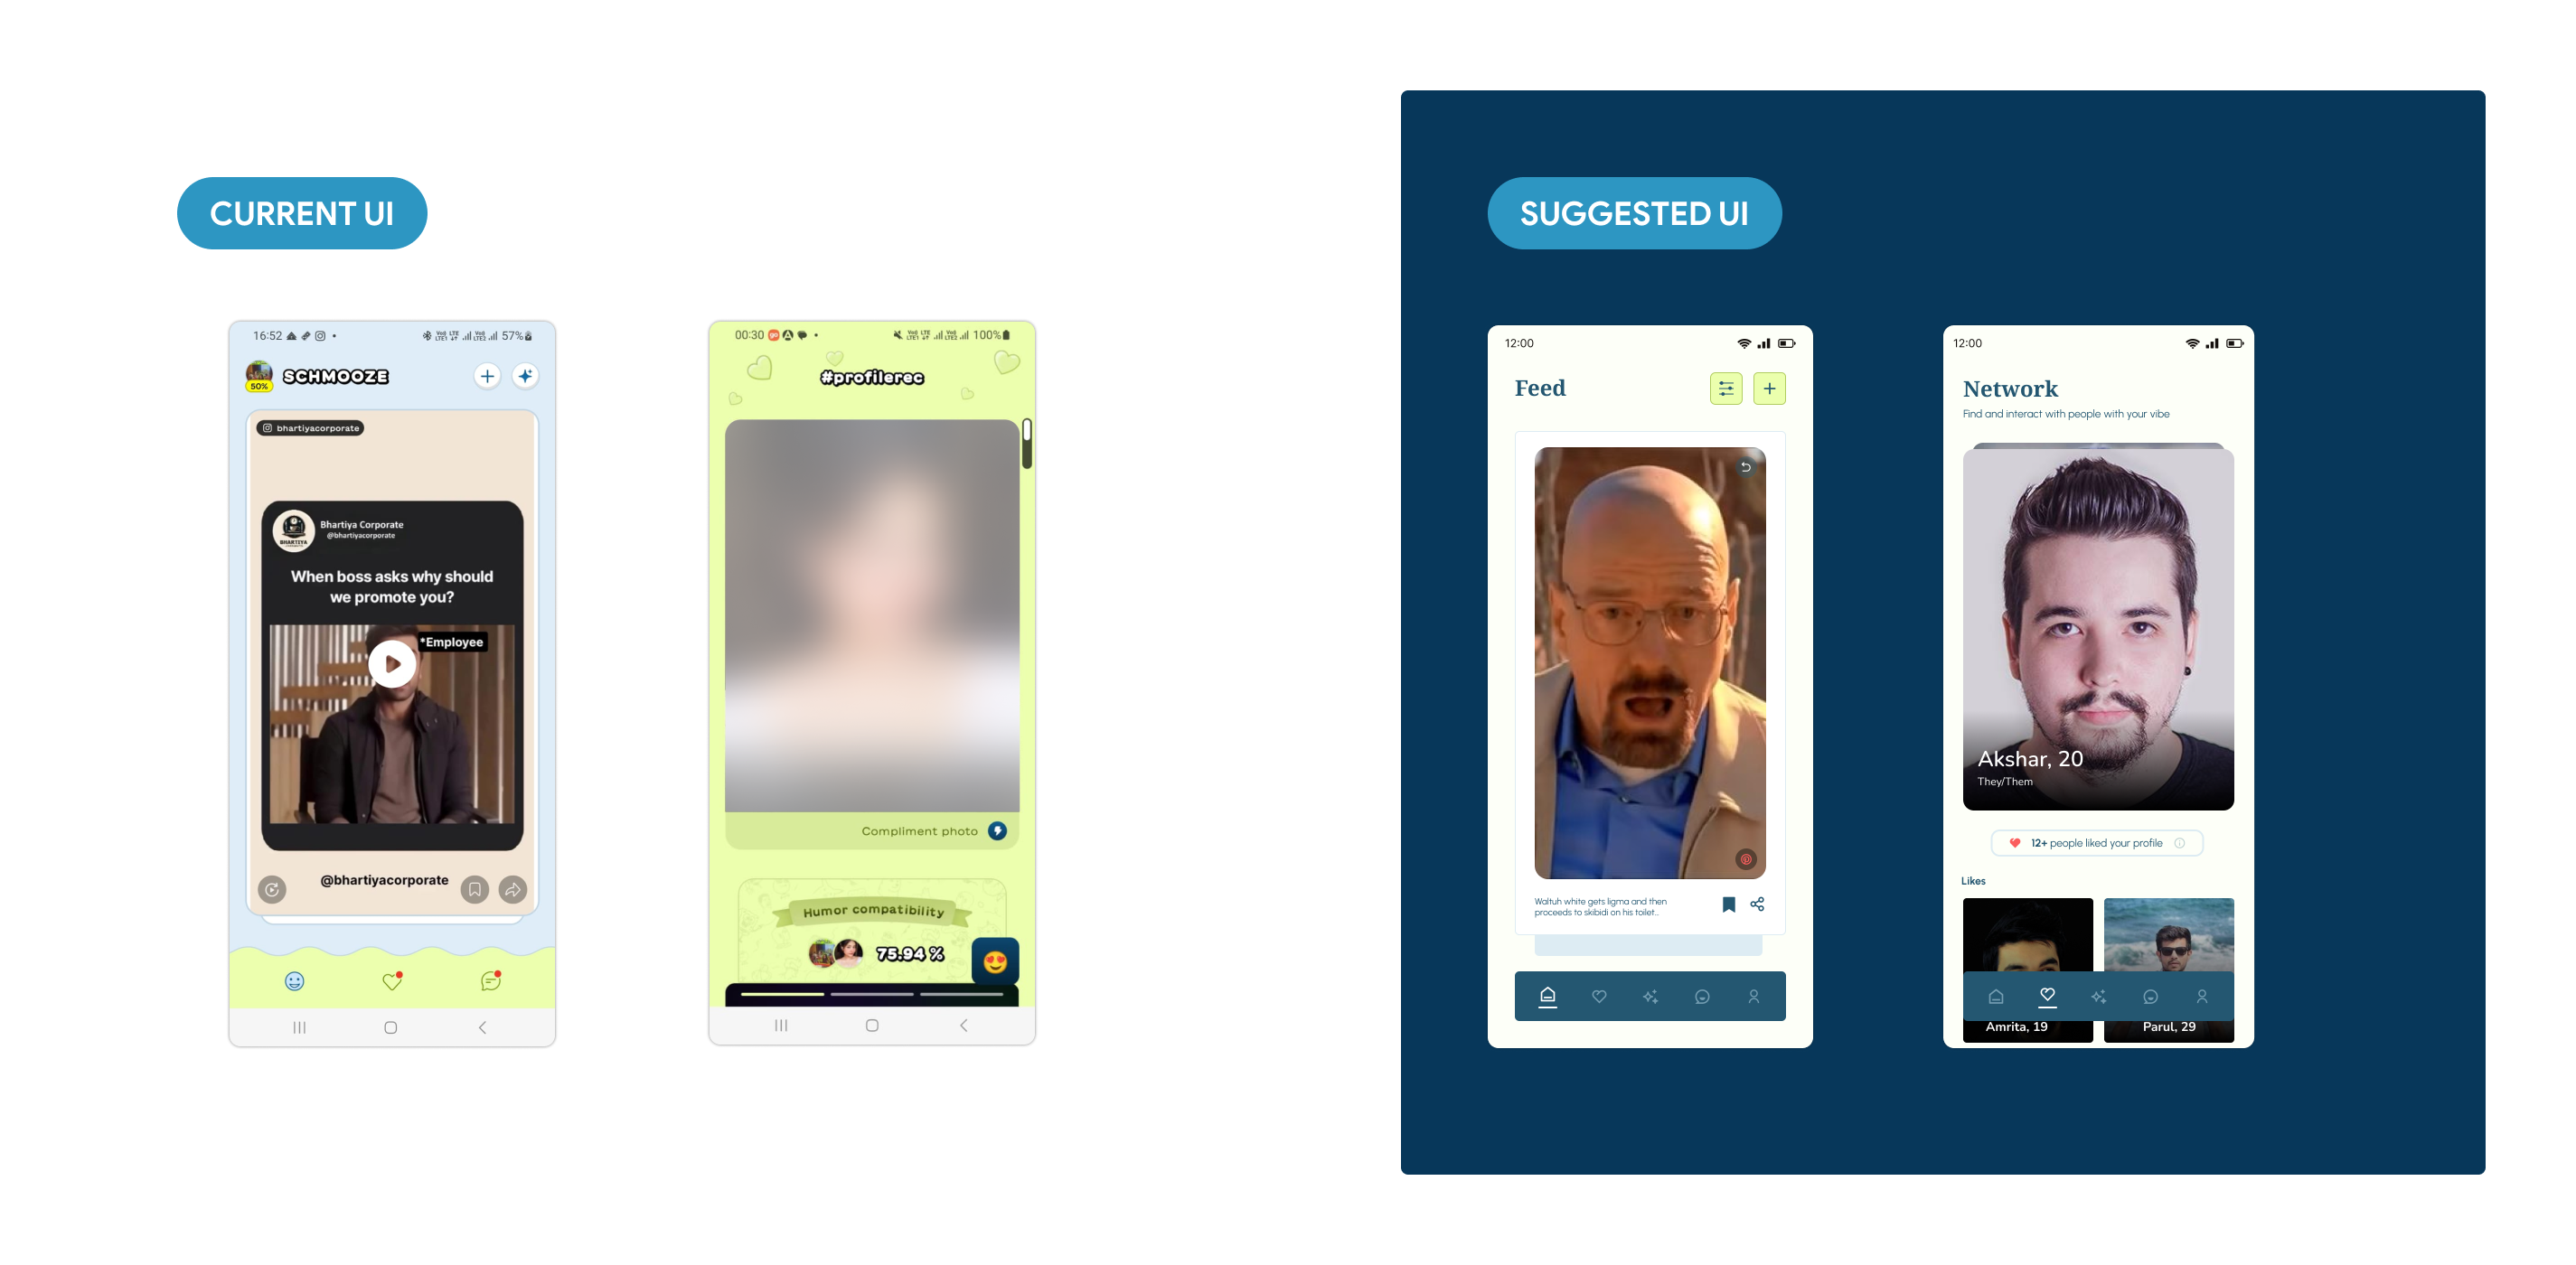 CURRENT UI
16:52
57%
50%
SCHMOOZE
bhartiyacorporate
Bhartiya Corporate
@bhartiyacorporate
When boss asks why should
we promote you?
*Employee
@bhartiyacorporate
00:30
100%
#profilerec
Compliment photo
Humor compatibility
75.94 %
SUGGESTED UI
12:00
Feed
Waltuh white gets ligma and then
proceeds to skibidi on his toilet..
12:00
Network
Find and interact with people with your vibe
Akshar, 20
They/Them
12+ people liked your profile
Likes
Amrita, 19
Parul, 29